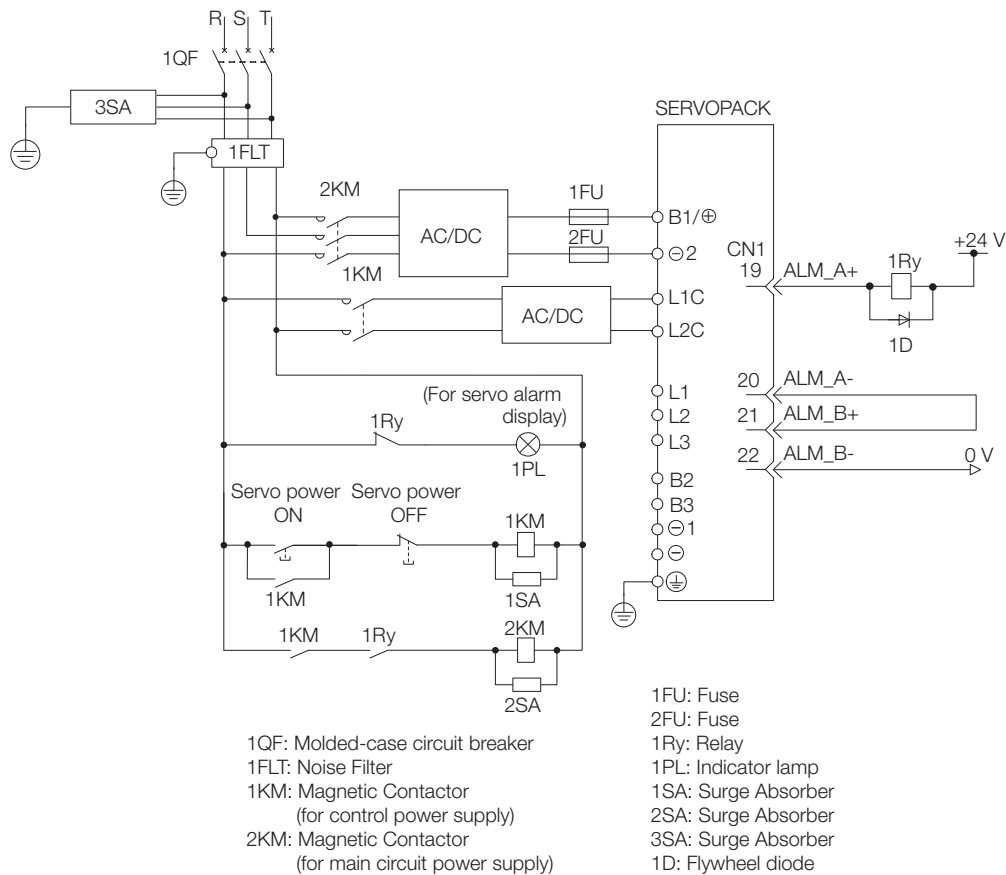 R S T
1QF
3SA
1FLT
SERVOPACK
2KM
1FU
AC/DC
B1/⊕
2FU
⊖2
CN1
+24 V
1KM
19
ALM_A+
1Ry
L1C
AC/DC
L2C
1D
20
ALM_A-
L1
(For servo alarm
display)
L2
21
ALM_B+
1Ry
L3
22
ALM_B-
0 V
1PL
B2
Servo power
ON
Servo power
OFF
B3
1KM
⊖1
⊖
1KM
1SA
1KM
1Ry
2KM
2SA
1QF: Molded-case circuit breaker
1FLT: Noise Filter
1KM: Magnetic Contactor
(for control power supply)
2KM: Magnetic Contactor
(for main circuit power supply)
1FU: Fuse
2FU: Fuse
1Ry: Relay
1PL: Indicator lamp
1SA: Surge Absorber
2SA: Surge Absorber
3SA: Surge Absorber
1D: Flywheel diode